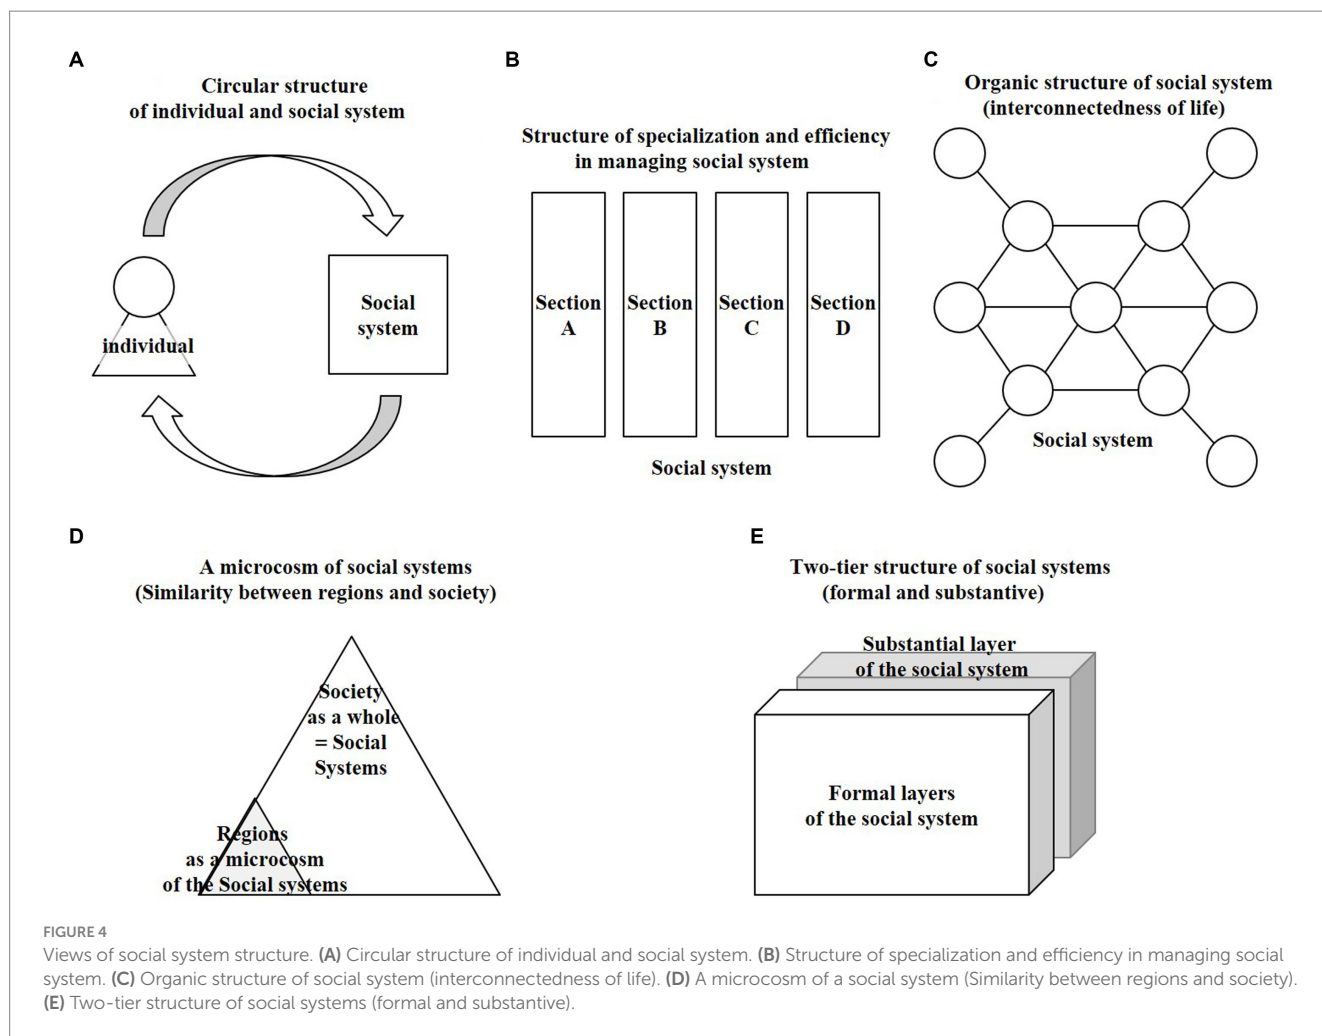 A
Circular structure
of individual and social system
individual
Social
system
B
Structure of specialization and efficiency
in managing social system
Section
A
Section
B
Section
C
Section
D
Social system
C
Organic structure of social system
(interconnectedness of life)
Social system
D
A microcosm of social systems
(Similarity between regions and society)
Society
as a whole
= Social
Systems
Regions
as a microcosm
of the Social systems
E
Two-tier structure of social systems
(formal and substantive)
Substantial layer
of the social system
Formal layers
of the social system
FIGURE 4
Views of social system structure. (A) Circular structure of individual and social system. (B) Structure of specialization and efficiency in managing social
system. (C) Organic structure of social system (interconnectedness of life). (D) A microcosm of a social system (Similarity between regions and society).
(E) Two-tier structure of social systems (formal and substantive).